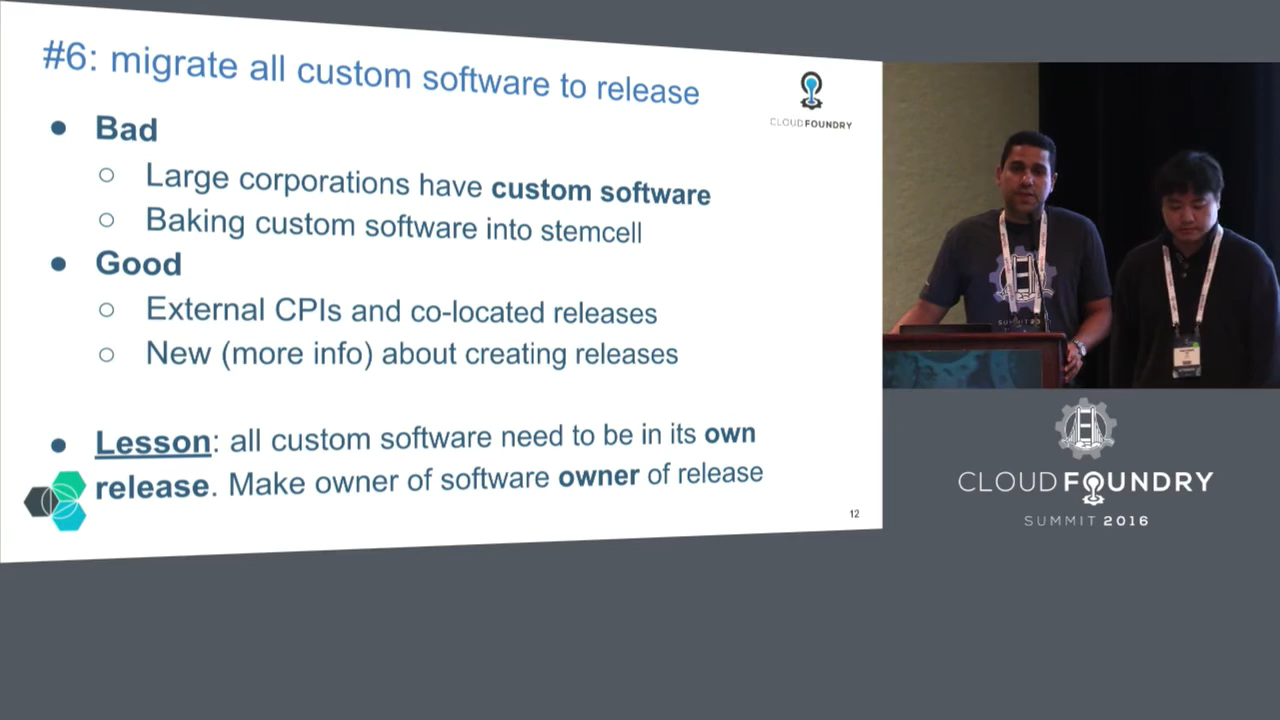 #6: migrate all custom software to release
CLOUDFOUNDRY
● Bad
○ Large corporations have custom software
○ Baking custom software into stemcell
● Good
○ External CPIs and co-located releases
○ New (more info) about creating releases
● Lesson: all custom software need to be in its own
release. Make owner of software owner of release
12
CLOUD FOUNDRY
SUMMIT 2016